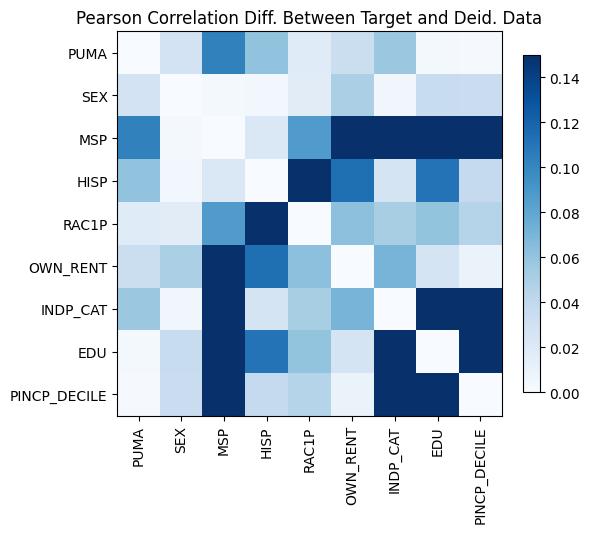 Pearson Correlation Diff. Between Target and Deid. Data
PUMA
SEX
MSP
HISP
RAC1P
OWN_RENT
INDP_CAT
EDU
PINCP_DECILE
PUMA
SEX
MSP
HISP
RAC1P
OWN_RENT
INDP_CAT
EDU
PINCP_DECILE
0.14
0.12
0.10
0.08
0.06
0.04
0.02
0.00